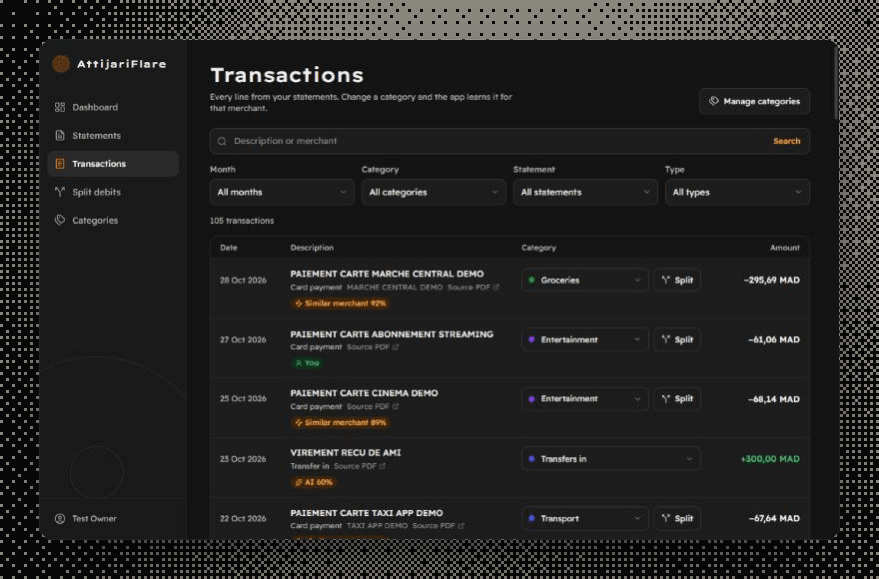 AttijariFlare
Dashboard
Statements
Transactions
Split debits
Categories
Test Owner
Transactions
Every line from your statements. Change a category and the app learns it for
that merchant.
Manage categories
Description or merchant
Search
Month
Category
Statement
Type
All months
All categories
All statements
All types
105 transactions
Date Description Category Amount
28 Oct 2026
PAIEMENT CARTE MARCHE CENTRAL DEMO
Card payment MARCHE CENTRAL DEMO Source PDF
Similar merchant 92%
Groceries
Split
−295,69 MAD
27 Oct 2026
PAIEMENT CARTE ABONNEMENT STREAMING
Card payment Source PDF
You
Entertainment
Split
−61,06 MAD
25 Oct 2026
PAIEMENT CARTE CINEMA DEMO
Card payment Source PDF
Similar merchant 89%
Entertainment
Split
−68,14 MAD
23 Oct 2026
VIREMENT RECU DE AMI
Transfer in Source PDF
AI 60%
Transfers in
+300,00 MAD
22 Oct 2026
PAIEMENT CARTE TAXI APP DEMO
Card payment TAXI APP DEMO Source PDF
Transport
Split
−67,64 MAD